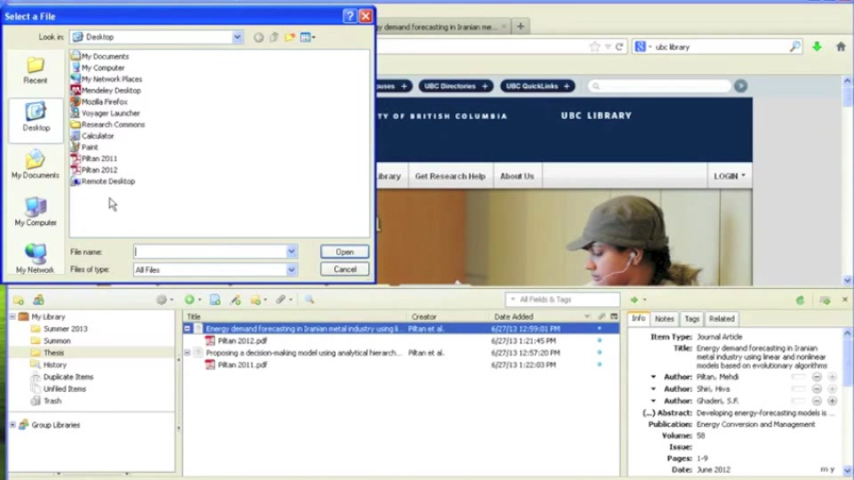 Select a File
Look in: Desktop
Recent
Desktop
My Documents
My Computer
My Network
My Documents
My Computer
My Network Places
Mendeley Desktop
Mozilla Firefox
Voyager Launcher
Research Commons
Calculator
Paint
Piltan 2011
Piltan 2012
Remote Desktop
File name:
Open
Files of type: All Files
Cancel
gy demand forecasting in Iranian me...
ubc library
UBC Directories
UBC QuickLinks
TY OF BRITISH COLUMBIA
UBC LIBRARY
Get Research Help
About Us
LOGIN
All Fields & Tags
My Library
Summer 2013
Summon
Thesis
History
Duplicate Items
Unfiled Items
Trash
Group Libraries
Title Creator Date Added
Energy demand forecasting in Iranian metal industry using li... Piltan et al. 6/27/13 12:59:01 PM
Piltan 2012.pdf 6/27/13 1:21:45 PM
Proposing a decision-making model using analytical hierarch... Piltan et al. 6/27/13 12:57:20 PM
Piltan 2011.pdf 6/27/13 1:22:03 PM
Info Notes Tags Related
Item Type: Journal Article
Title: Energy demand forecasting in Iranian
metal industry using linear and nonlinear
models based on evolutionary algorithms
Author: Piltan, Mehdi
Author: Shiri, Hiva
Author: Ghaderi, S.F.
(...) Abstract: Developing energy-forecasting models is ...
Publication: Energy Conversion and Management
Volume: 58
Issue:
Pages: 1-9
Date: June 2012 m y